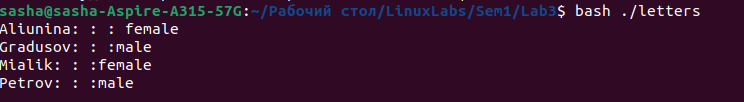 sasha@sasha-Aspire-A315-57G:~/Рабочий стол/LinuxLabs/Sem1/Lab3$ bash ./letters
Aliunina: : : female
Gradusov: : :male
Mialik: : :female
Petrov: : :male